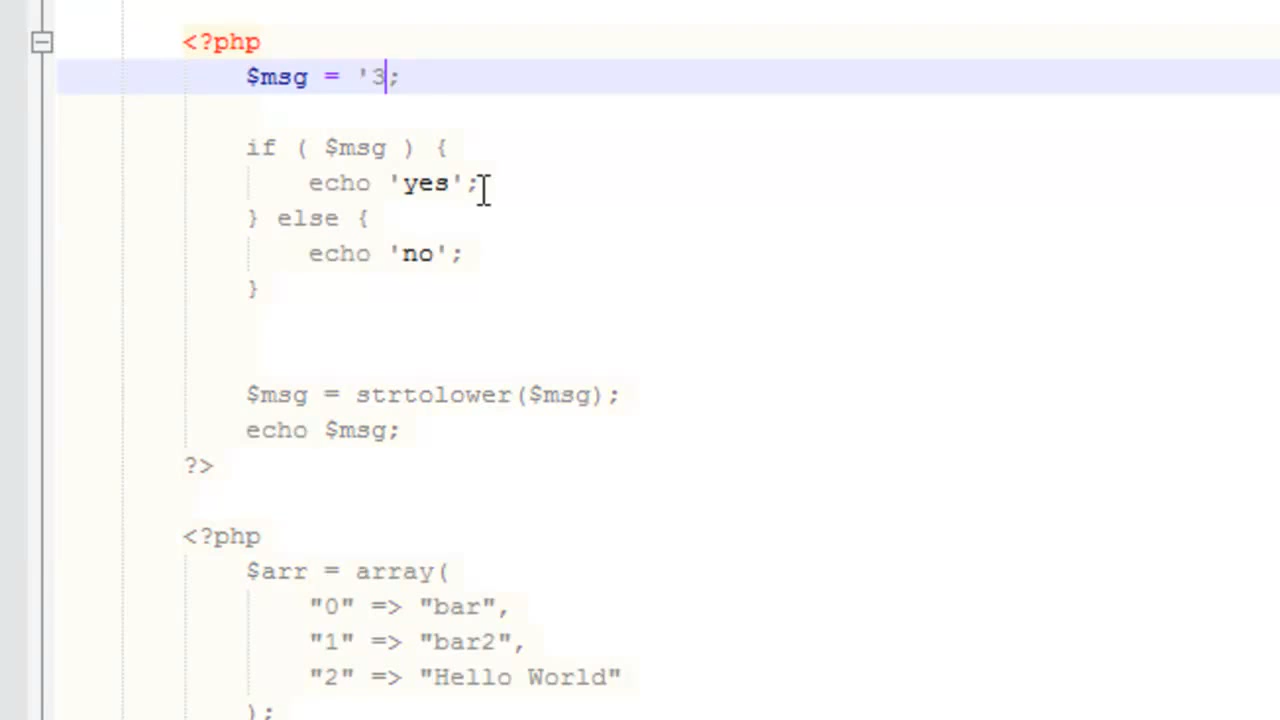 <?php
$msg = '3;
if ( $msg ) {
echo 'yes';
} else {
echo 'no';
}
$msg = strtolower($msg);
echo $msg;
?>
<?php
$arr = array(
"0" => "bar",
"1" => "bar2",
"2" => "Hello World"
);